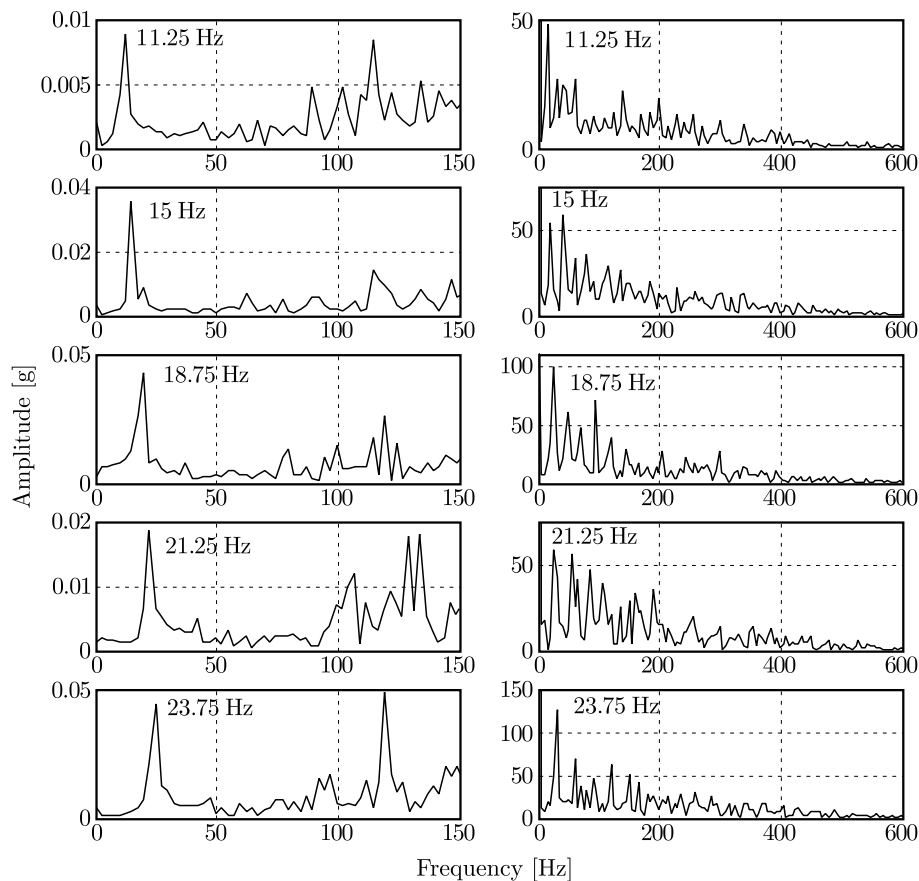 0.01
0.005
0
11.25 Hz
0 50 100 150
50
0
11.25 Hz
0 200 400 600
0.04
0.02
0
15 Hz
0 50 100 150
50
0
15 Hz
0 200 400 600
0.05
0
18.75 Hz
0 50 100 150
100
50
0
18.75 Hz
0 200 400 600
Amplitude [g]
0.02
0.01
0
21.25 Hz
0 50 100 150
50
0
21.25 Hz
0 200 400 600
0.05
0
23.75 Hz
0 50 100 150
150
100
50
0
23.75 Hz
0 200 400 600
Frequency [Hz]